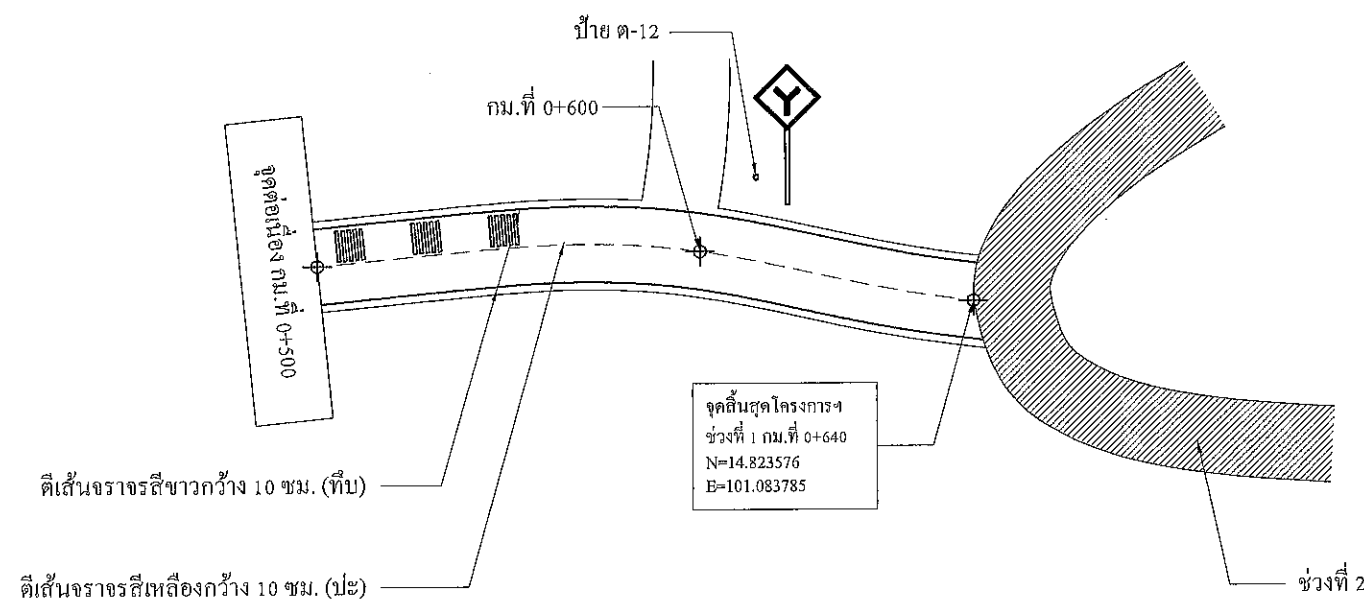 ป้าย ต-12
กม.ที่ 0+600
จุดต่อเนื่อง กม.ที่ 0+500
จุดสิ้นสุดโครงการฯ
ช่วงที่ 1 กม.ที่ 0+640
N=14.823576
E=101.083785
ตีเส้นจราจรสีขาวกว้าง 10 ซม. (ทึบ)
ตีเส้นจราจรสีเหลืองกว้าง 10 ซม. (ปะ)
ช่วงที่ 2